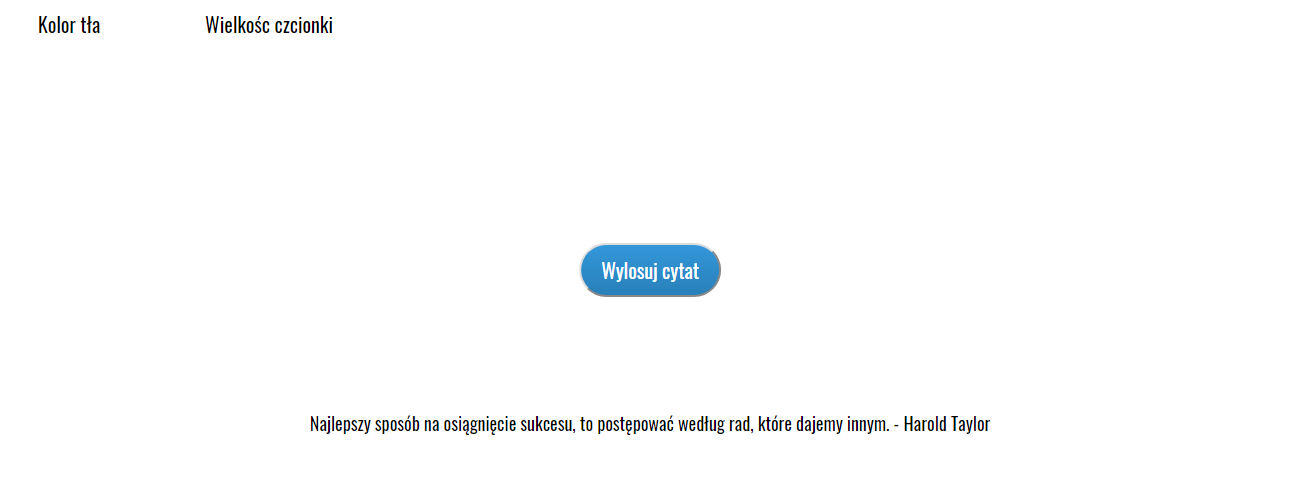 Kolor tła Wielkośc czcionki
Wylosuj cytat
Najlepszy sposób na osiągnięcie sukcesu, to postępować według rad, które dajemy innym. - Harold Taylor